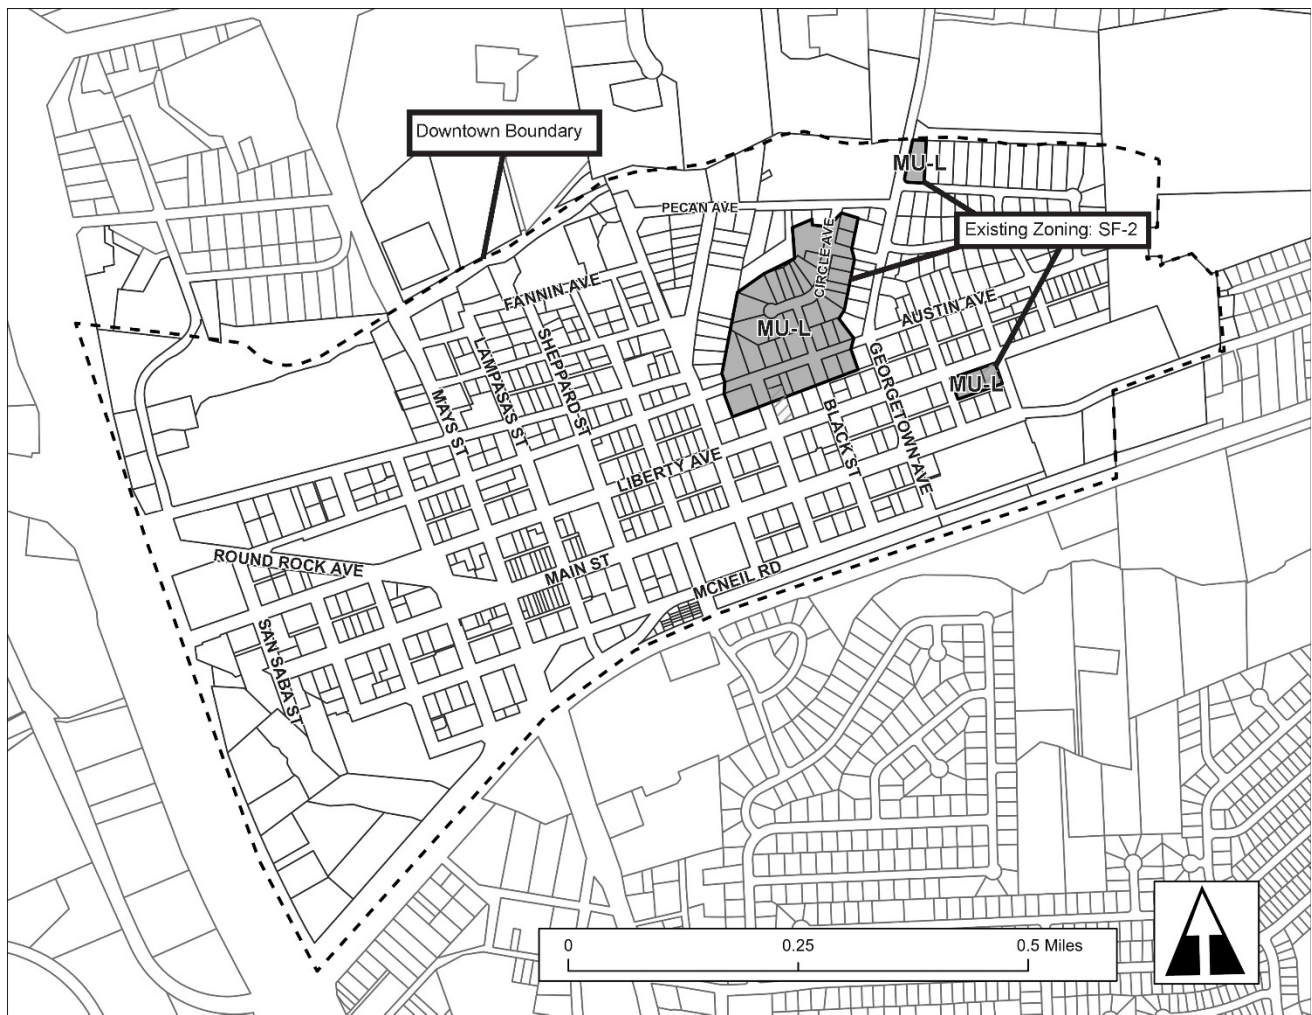 Downtown Boundary
MU-L
PECAN AVE
Existing Zoning: SF-2
CIRCLE AVE
FANNIN AVE
AUSTIN AVE
MU-L
SHEPPARD ST
LAMPASAS ST
GEORGETOWN AVE
MU-L
MAYS ST
BLACK ST
LIBERTY AVE
ROUND ROCK AVE
MAIN ST
MCNEIL RD
SAN SABA ST
0 0.25 0.5 Miles